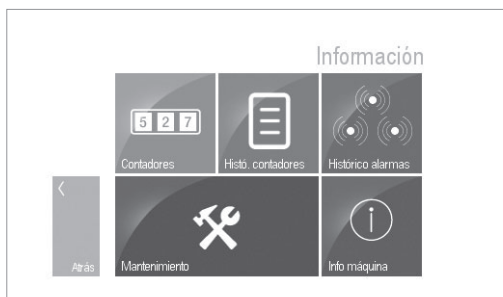 Información
5 2 7
Contadores
Histó. contadores
Histórico alarmas
Atrás
Mantenimiento
i
Info máquina